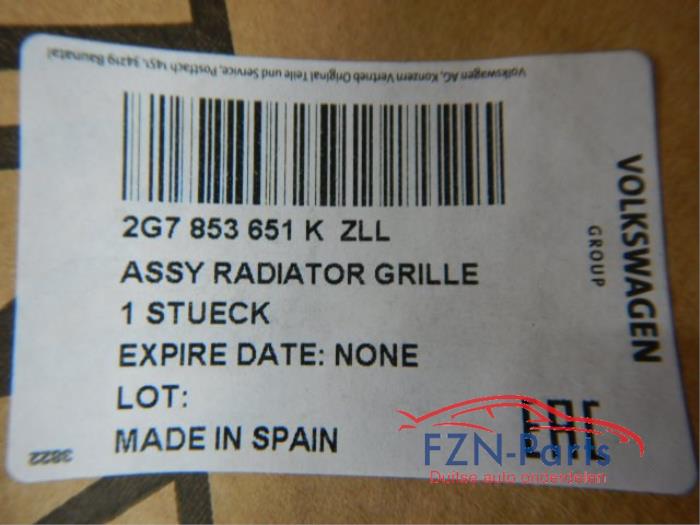 Volkswagen AG, Konzern Vertrieb Original Teile und Service, Postfach 1451, 34219 Baunatal
2G7 853 651 K ZLL
ASSY RADIATOR GRILLE
1 STUECK
EXPIRE DATE: NONE
LOT:
MADE IN SPAIN
3822
VOLKSWAGEN
GROUP
EAC
FZN-Parts
Duitse auto onderdelen